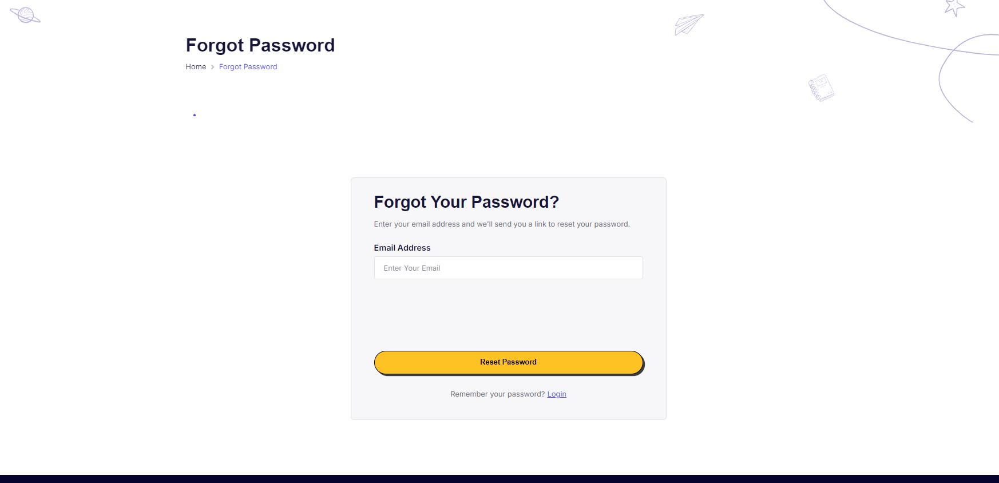 Forgot Password
Home > Forgot Password
Forgot Your Password?
Enter your email address and we'll send you a link to reset your password.
Email Address
Enter Your Email
Reset Password
Remember your password? Login